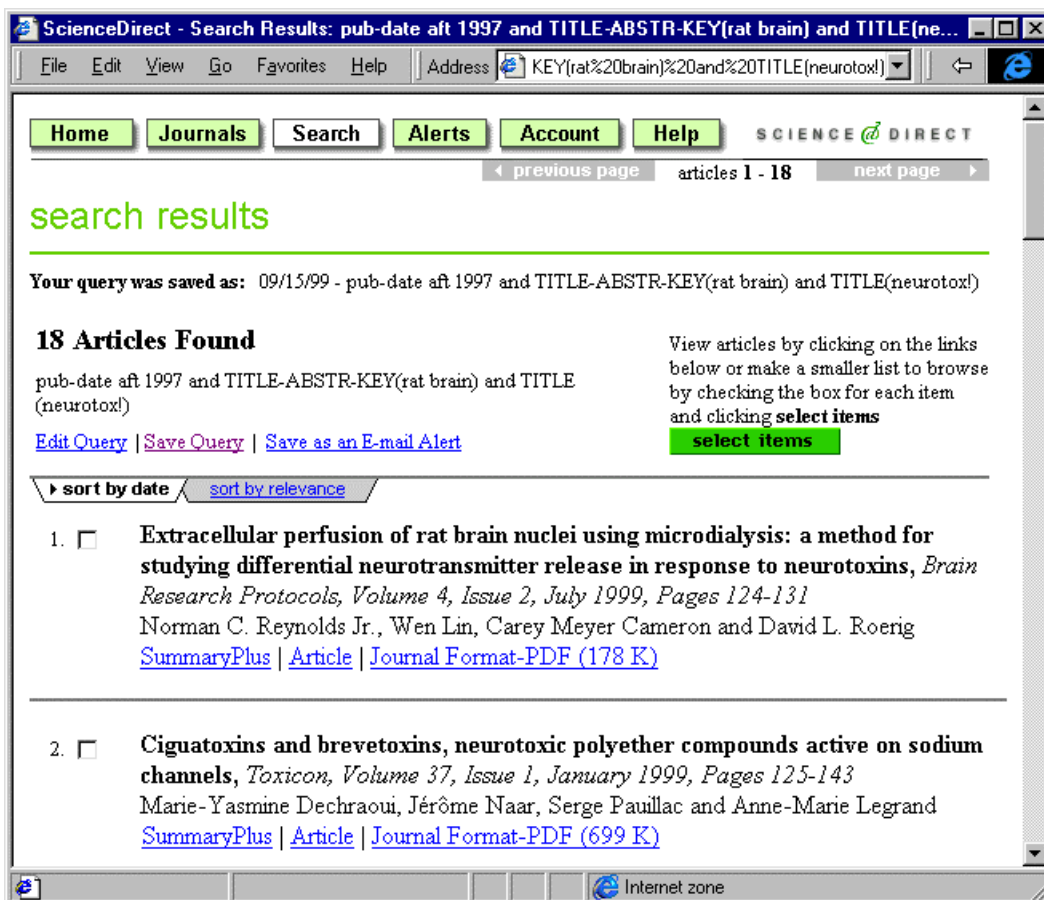 ScienceDirect - Search Results: pub-date aft 1997 and TITLE-ABSTR-KEY(rat brain) and TITLE(ne...
File Edit View Go Favorites Help Address KEY(rat%20brain)%20and%20TITLE(neurotox!)
Home Journals Search Alerts Account Help SCIENCE @ DIRECT
previous page articles 1 - 18 next page
search results
Your query was saved as: 09/15/99 - pub-date aft 1997 and TITLE-ABSTR-KEY(rat brain) and TITLE(neurotox!)
18 Articles Found
pub-date aft 1997 and TITLE-ABSTR-KEY(rat brain) and TITLE
(neurotox!)
Edit Query | Save Query | Save as an E-mail Alert
View articles by clicking on the links
below or make a smaller list to browse
by checking the box for each item
and clicking select items
select items
sort by date sort by relevance
1. Extracellular perfusion of rat brain nuclei using microdialysis: a method for
studying differential neurotransmitter release in response to neurotoxins, Brain
Research Protocols, Volume 4, Issue 2, July 1999, Pages 124-131
Norman C. Reynolds Jr., Wen Lin, Carey Meyer Cameron and David L. Roerig
SummaryPlus | Article | Journal Format-PDF (178 K)
2. Ciguatoxins and brevetoxins, neurotoxic polyether compounds active on sodium
channels, Toxicon, Volume 37, Issue 1, January 1999, Pages 125-143
Marie-Yasmine Dechraoui, Jérôme Naar, Serge Pauillac and Anne-Marie Legrand
SummaryPlus | Article | Journal Format-PDF (699 K)
Internet zone